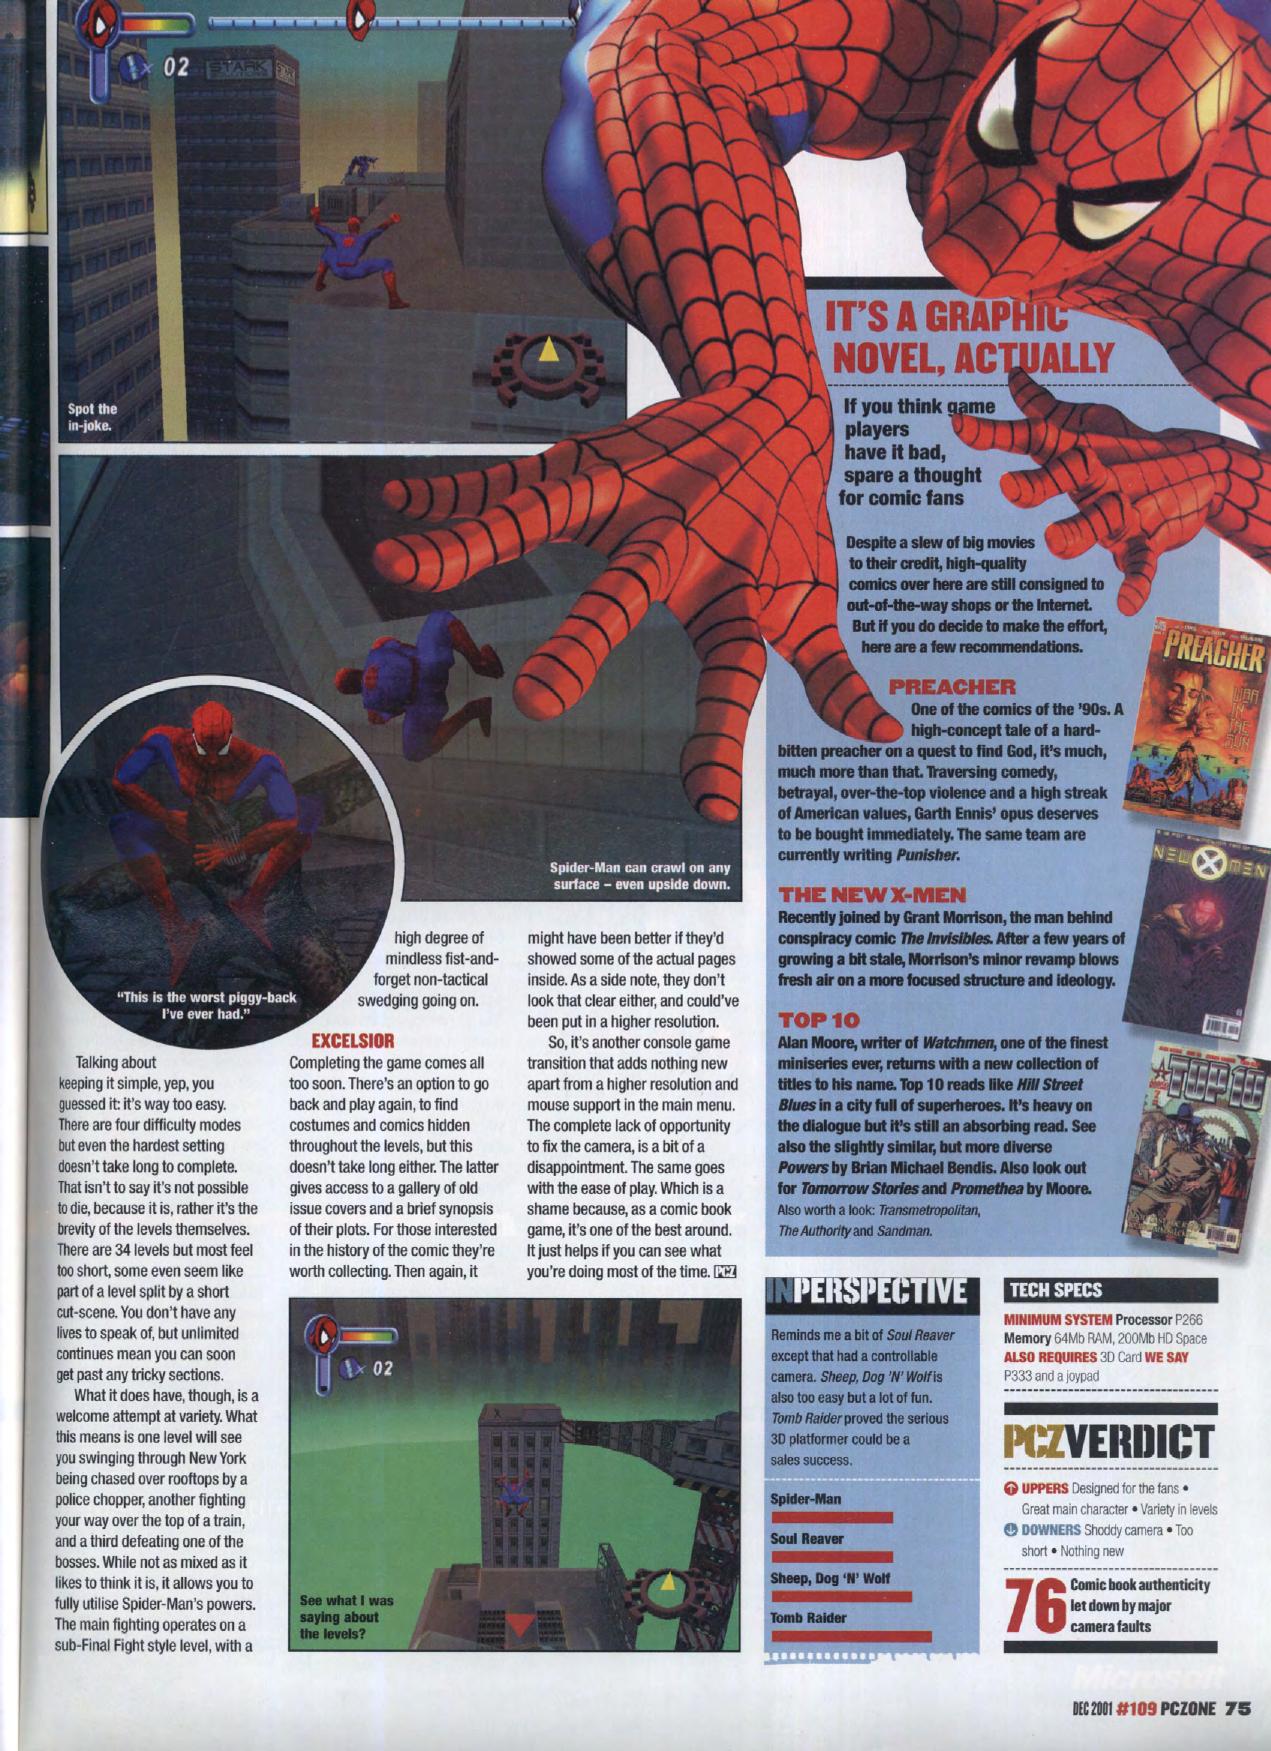 02
STARK
STARK
Spot the
in-joke.
Spider-Man can crawl on any
surface – even upside down.
"This is the worst piggy-back
I've ever had."
Talking about
keeping it simple, yep, you
guessed it: it's way too easy.
There are four difficulty modes
but even the hardest setting
doesn't take long to complete.
That isn't to say it's not possible
to die, because it is, rather it's the
brevity of the levels themselves.
There are 34 levels but most feel
too short, some even seem like
part of a level split by a short
cut-scene. You don't have any
lives to speak of, but unlimited
continues mean you can soon
get past any tricky sections.
What it does have, though, is a
welcome attempt at variety. What
this means is one level will see
you swinging through New York
being chased over rooftops by a
police chopper, another fighting
your way over the top of a train,
and a third defeating one of the
bosses. While not as mixed as it
likes to think it is, it allows you to
fully utilise Spider-Man's powers.
The main fighting operates on a
sub-Final Fight style level, with a
high degree of
mindless fist-and-
forget non-tactical
swedging going on.
EXCELSIOR
Completing the game comes all
too soon. There's an option to go
back and play again, to find
costumes and comics hidden
throughout the levels, but this
doesn't take long either. The latter
gives access to a gallery of old
issue covers and a brief synopsis
of their plots. For those interested
in the history of the comic they're
worth collecting. Then again, it
might have been better if they'd
showed some of the actual pages
inside. As a side note, they don't
look that clear either, and could've
been put in a higher resolution.
So, it's another console game
transition that adds nothing new
apart from a higher resolution and
mouse support in the main menu.
The complete lack of opportunity
to fix the camera, is a bit of a
disappointment. The same goes
with the ease of play. Which is a
shame because, as a comic book
game, it's one of the best around.
It just helps if you can see what
you're doing most of the time. PCZ
02
See what I was
saying about
the levels?
IT'S A GRAPHIC
NOVEL, ACTUALLY
If you think game
players
have it bad,
spare a thought
for comic fans
Despite a slew of big movies
to their credit, high-quality
comics over here are still consigned to
out-of-the-way shops or the Internet.
But if you do decide to make the effort,
here are a few recommendations.
PREACHER
One of the comics of the '90s. A
high-concept tale of a hard-
bitten preacher on a quest to find God, it's much,
much more than that. Traversing comedy,
betrayal, over-the-top violence and a high streak
of American values, Garth Ennis' opus deserves
to be bought immediately. The same team are
currently writing Punisher.
THE NEW X-MEN
Recently joined by Grant Morrison, the man behind
conspiracy comic The Invisibles. After a few years of
growing a bit stale, Morrison's minor revamp blows
fresh air on a more focused structure and ideology.
TOP 10
Alan Moore, writer of Watchmen, one of the finest
miniseries ever, returns with a new collection of
titles to his name. Top 10 reads like Hill Street
Blues in a city full of superheroes. It's heavy on
the dialogue but it's still an absorbing read. See
also the slightly similar, but more diverse
Powers by Brian Michael Bendis. Also look out
for Tomorrow Stories and Promethea by Moore.
Also worth a look: Transmetropolitan,
The Authority and Sandman.
PREACHER
WAR
IN
THE
SUN
NEW X MEN
TOP 10
INPERSPECTIVE
Reminds me a bit of Soul Reaver
except that had a controllable
camera. Sheep, Dog 'N' Wolf is
also too easy but a lot of fun.
Tomb Raider proved the serious
3D platformer could be a
sales success.
Spider-Man
Soul Reaver
Sheep, Dog 'N' Wolf
Tomb Raider
TECH SPECS
MINIMUM SYSTEM Processor P266
Memory 64Mb RAM, 200Mb HD Space
ALSO REQUIRES 3D Card WE SAY
P333 and a joypad
PCZVERDICT
UPPERS Designed for the fans •
Great main character • Variety in levels
DOWNERS Shoddy camera • Too
short • Nothing new
76
Comic book authenticity
let down by major
camera faults
Microsoft
DEC 2001 #109 PCZONE 75